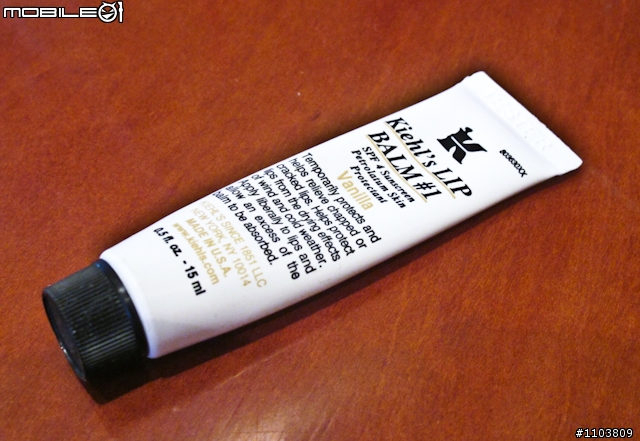 MOBILE01
Kiehl's LIP
BALM #1
SPF 4 Sunscreen
Petrolatum Skin
Protectant
Vanilla
Temporarily protects and
helps relieve chapped or
cracked lips. Helps protect
lips from the drying effects
of wind and cold weather.
Apply liberally to lips and
allow an excess of the
balm to be absorbed.
KIEHL'S SINCE 1851 LLC
NEW YORK, NY 10014
MADE IN U.S.A.
www.kiehls.com
0.5 fl. oz. - 15 ml
#1103809